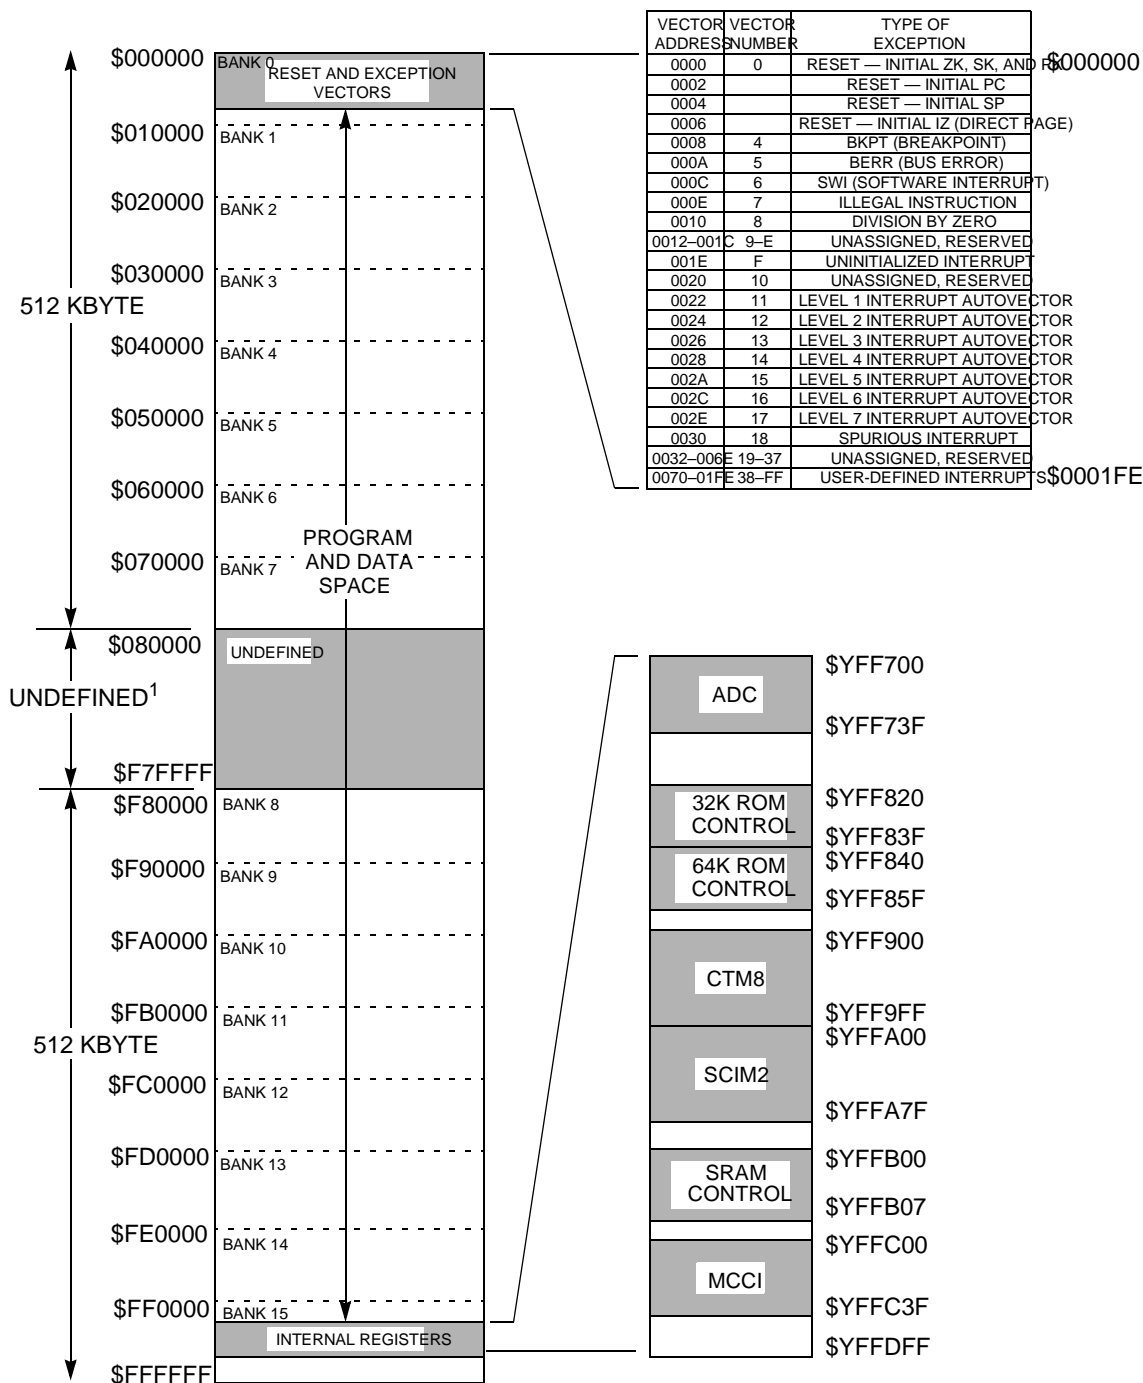 VECTOR ADDRESS VECTOR NUMBER TYPE OF EXCEPTION
0000 0 RESET — INITIAL ZK, SK, AND PK
0002 RESET — INITIAL PC
0004 RESET — INITIAL SP
0006 RESET — INITIAL IZ (DIRECT PAGE)
0008 4 BKPT (BREAKPOINT)
000A 5 BERR (BUS ERROR)
000C 6 SWI (SOFTWARE INTERRUPT)
000E 7 ILLEGAL INSTRUCTION
0010 8 DIVISION BY ZERO
0012–001C 9–E UNASSIGNED, RESERVED
001E F UNINITIALIZED INTERRUPT
0020 10 UNASSIGNED, RESERVED
0022 11 LEVEL 1 INTERRUPT AUTOVECTOR
0024 12 LEVEL 2 INTERRUPT AUTOVECTOR
0026 13 LEVEL 3 INTERRUPT AUTOVECTOR
0028 14 LEVEL 4 INTERRUPT AUTOVECTOR
002A 15 LEVEL 5 INTERRUPT AUTOVECTOR
002C 16 LEVEL 6 INTERRUPT AUTOVECTOR
002E 17 LEVEL 7 INTERRUPT AUTOVECTOR
0030 18 SPURIOUS INTERRUPT
0032–006E 19–37 UNASSIGNED, RESERVED
0070–01FE 38–FF USER-DEFINED INTERRUPTS
$000000
$0001FE
$000000 BANK 0
RESET AND EXCEPTION
VECTORS
$010000 BANK 1
$020000 BANK 2
$030000 BANK 3
512 KBYTE
$040000 BANK 4
$050000 BANK 5
$060000 BANK 6
PROGRAM
AND DATA
SPACE
$070000 BANK 7
$080000 UNDEFINED
UNDEFINED1
$F7FFFF
$F80000 BANK 8
$F90000 BANK 9
$FA0000 BANK 10
$FB0000 BANK 11
512 KBYTE
$FC0000 BANK 12
$FD0000 BANK 13
$FE0000 BANK 14
$FF0000 BANK 15
INTERNAL REGISTERS
$FFFFFF
$YFF700
ADC
$YFF73F
$YFF820
32K ROM
CONTROL
$YFF83F
$YFF840
64K ROM
CONTROL
$YFF85F
$YFF900
CTM8
$YFF9FF
$YFFA00
SCIM2
$YFFA7F
$YFFB00
SRAM
CONTROL
$YFFB07
$YFFC00
MCCI
$YFFC3F
$YFFDFF